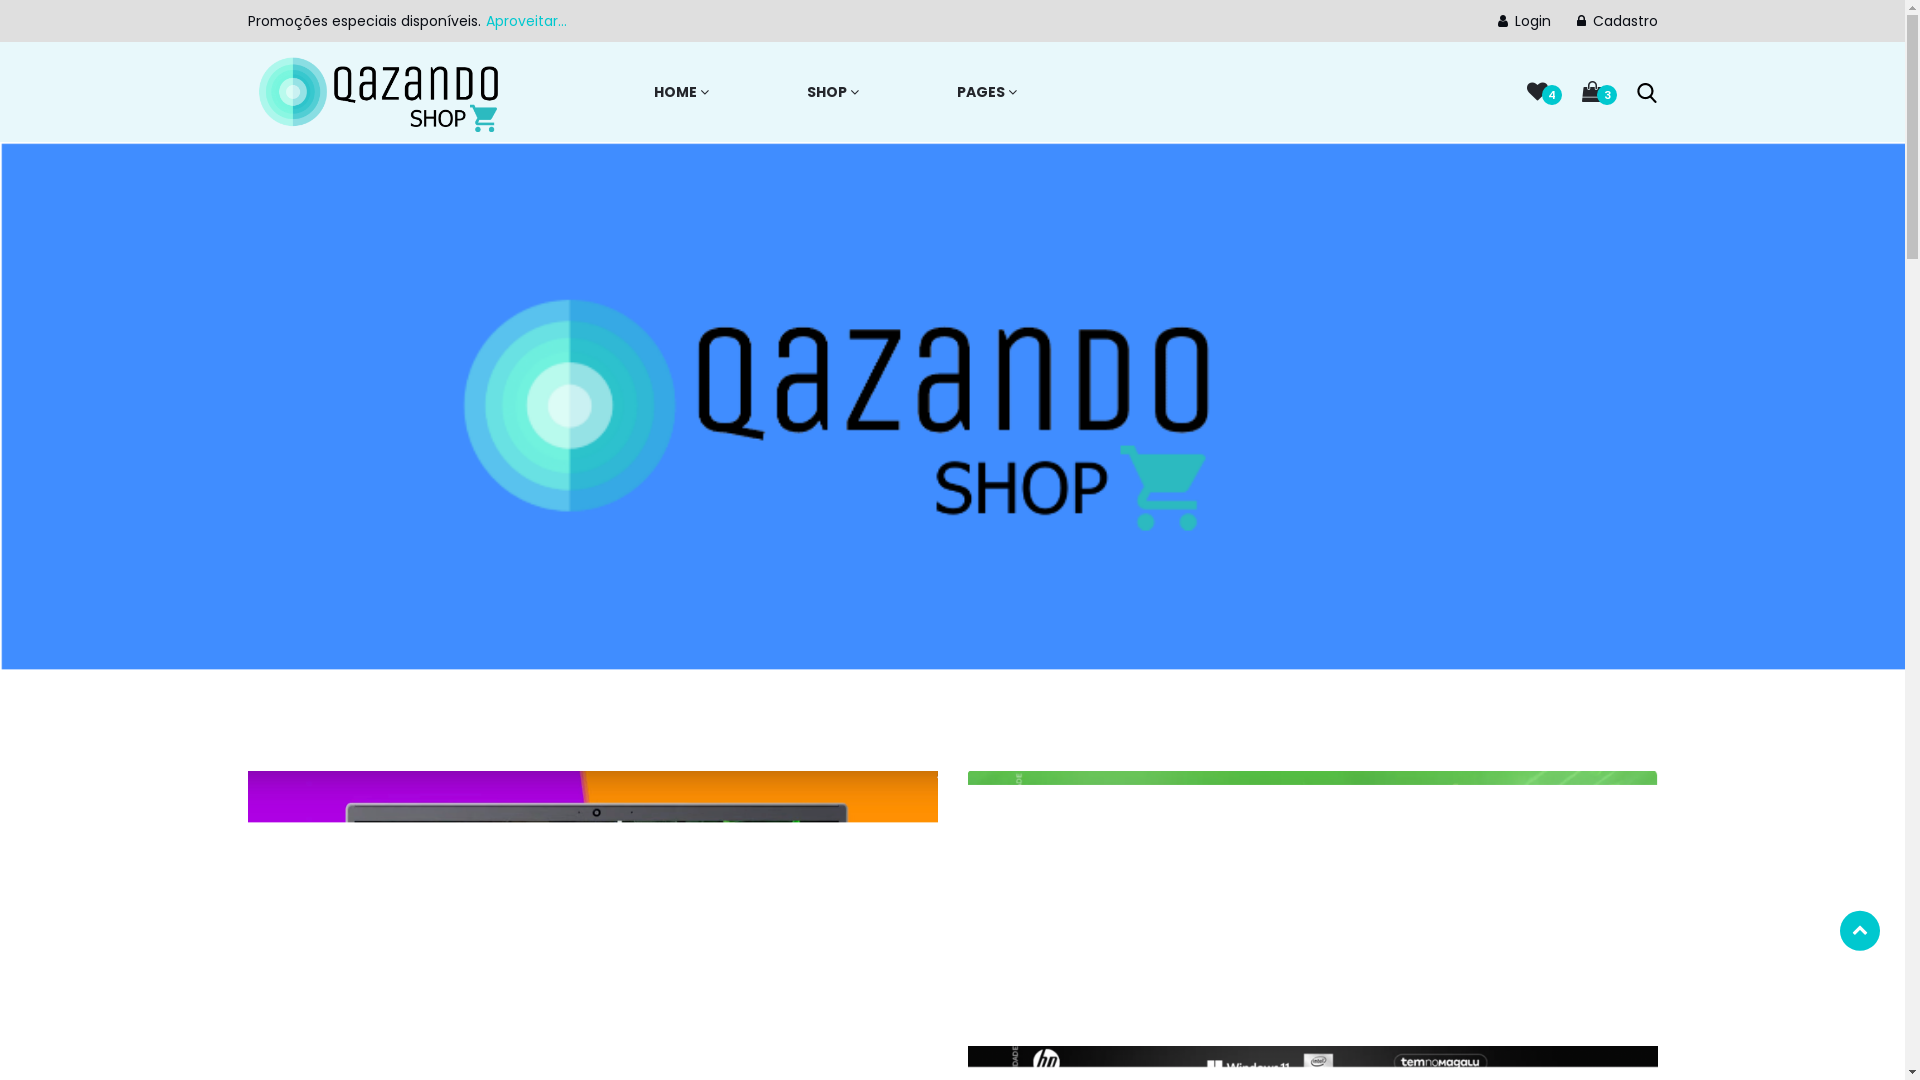 Promoções especiais disponíveis. Aproveitar...
Login
Cadastro
QAZANDO
SHOP
HOME
SHOP
PAGES
4
3
QAZANDO
SHOP
hp
Windows 11
intel
temnomagalu